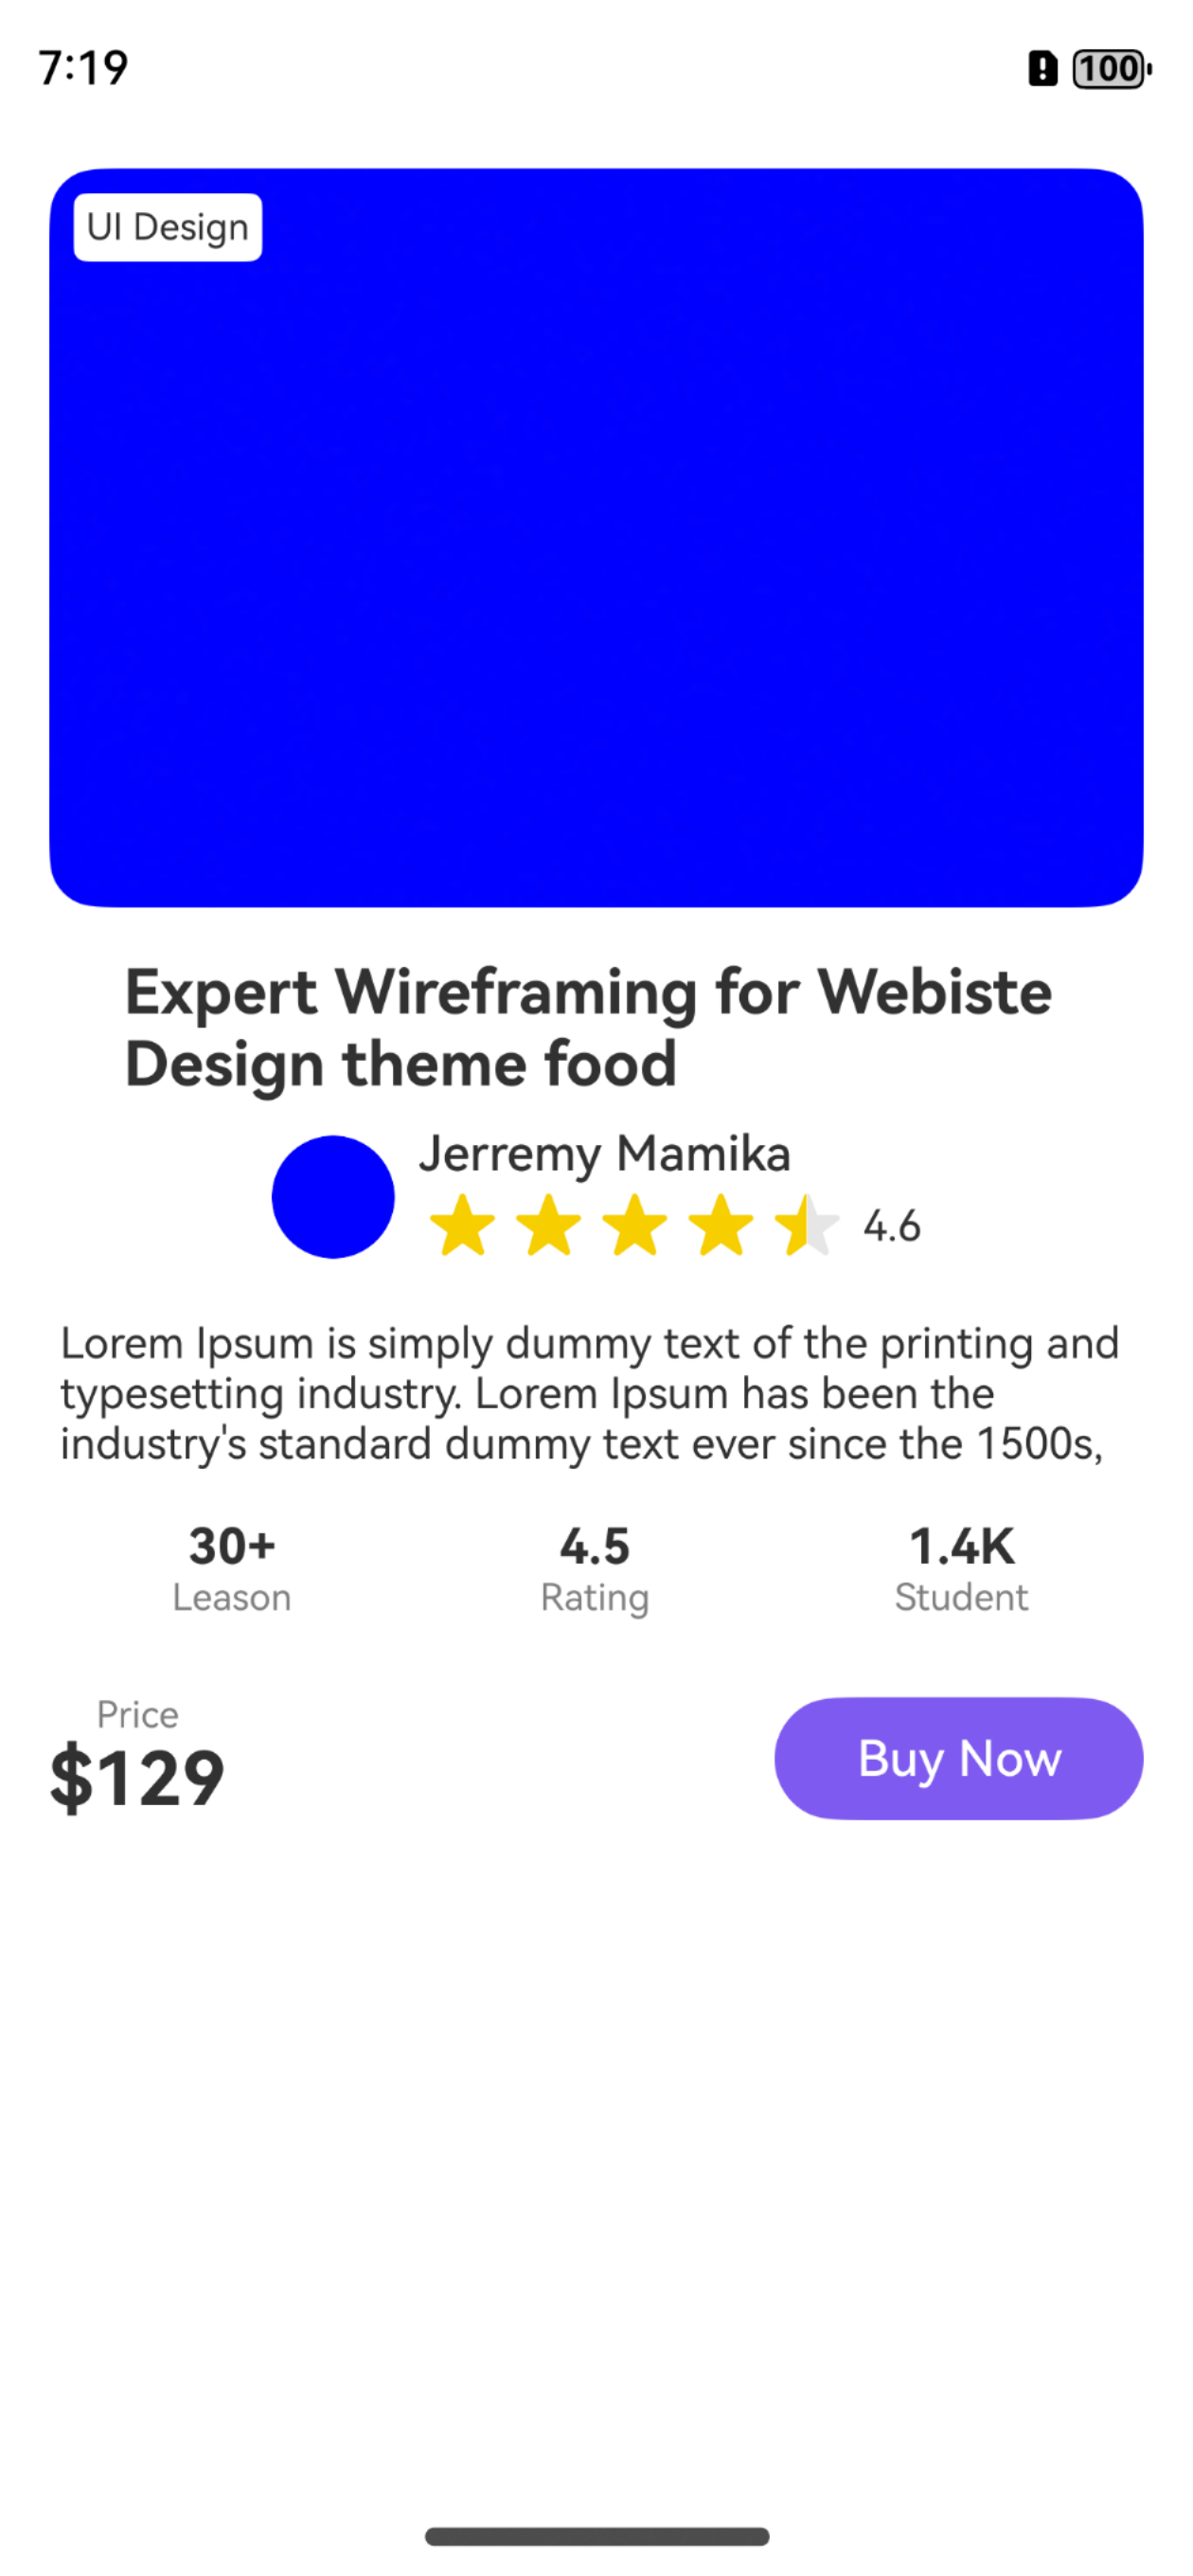 7:19
100
UI Design
Expert Wireframing for Webiste
Design theme food
Jerremy Mamika
4.6
Lorem Ipsum is simply dummy text of the printing and
typesetting industry. Lorem Ipsum has been the
industry's standard dummy text ever since the 1500s,
30+ 4.5 1.4K
Leason Rating Student
Price
$129
Buy Now